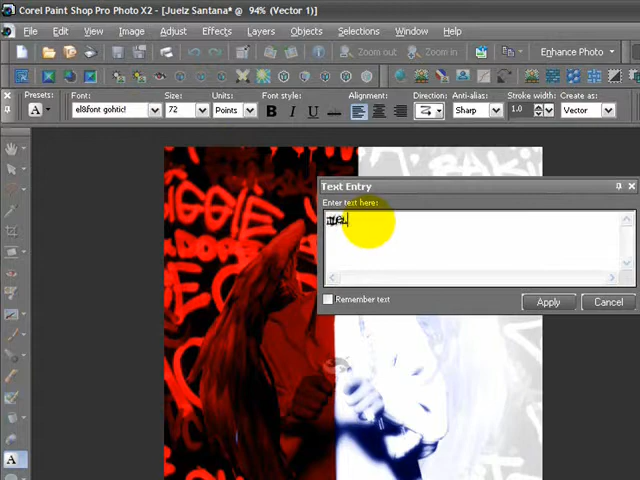 Corel Paint Shop Pro Photo X2 - [Juelz Santana* @ 94% (Vector 1)]
File Edit View Image Adjust Effects Layers Objects Selections Window Help
Zoom out Zoom in Enhance Photo
Presets: Font: Size: Units: Font style: Alignment: Direction: Anti-alias: Stroke width: Create as:
A el&font gohtic! 72 Points B I U Sharp 1.0 Vector
Text Entry
Enter text here:
Remember text
Apply Cancel
A